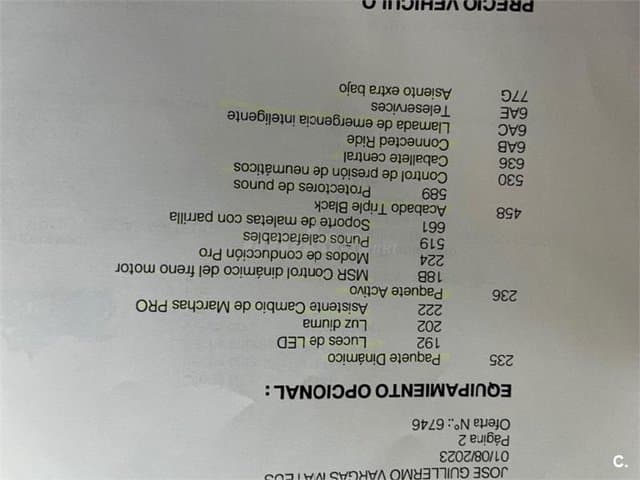 JOSE GUILLERMO VARGAS MATEOS
01/08/2023
Página 2
Oferta Nº.: 6746
EQUIPAMIENTO OPCIONAL:
235 Paquete Dinámico
192 Luces de LED
202 Luz diurna
222 Asistente Cambio de Marchas PRO
236 Paquete Activo
18B MSR Control dinámico del freno motor
224 Modos de conducción Pro
519 Puños calefactables
661 Soporte de maletas con parrilla
458 Acabado Triple Black
589 Protectores de punos
530 Control de presión de neumáticos
636 Caballete central
6AB Connected Ride
6AC Llamada de emergencia inteligente
6AE Teleservices
77G Asiento extra bajo
PRECIO VEHICULO
C.